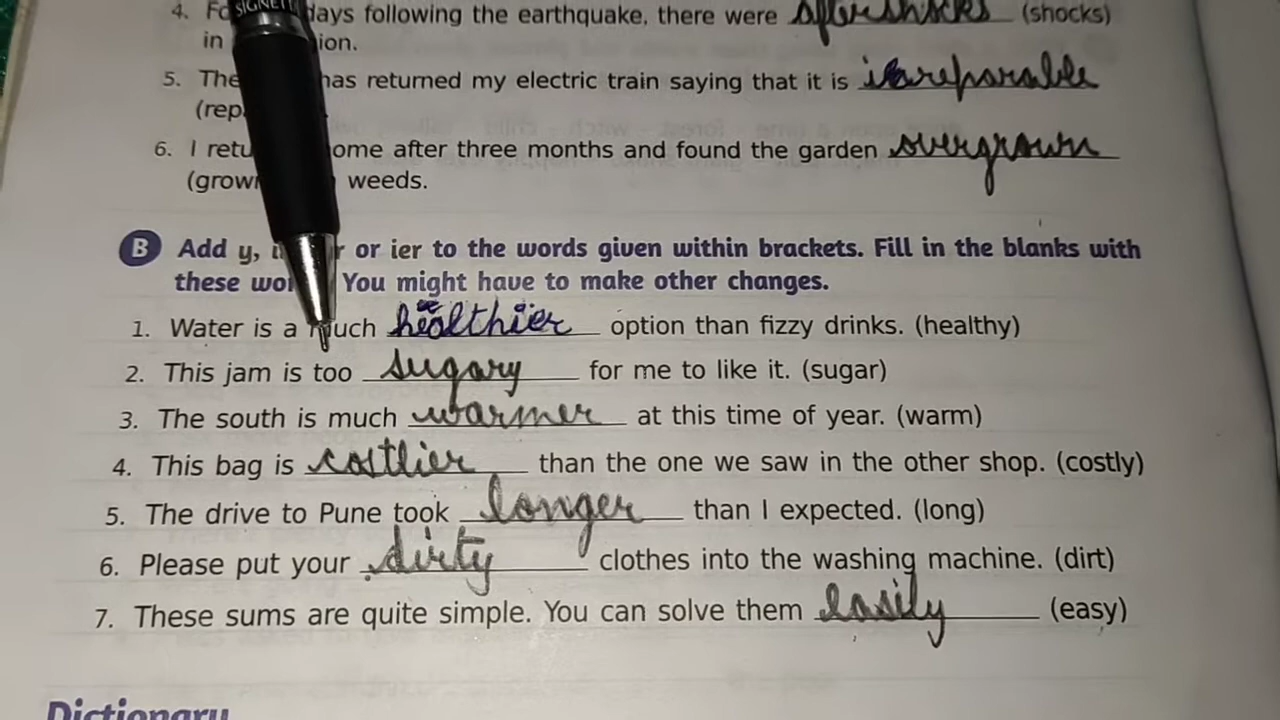 SIGNET
4. Fo days following the earthquake, there were aftershocks (shocks)
in ion.
5. The has returned my electric train saying that it is irreparable
(rep
6. I retu ome after three months and found the garden overgrown
(grow weeds.
B Add y, i r or ier to the words given within brackets. Fill in the blanks with
these wor You might have to make other changes.
1. Water is a much healthier option than fizzy drinks. (healthy)
2. This jam is too sugary for me to like it. (sugar)
3. The south is much warmer at this time of year. (warm)
4. This bag is costlier than the one we saw in the other shop. (costly)
5. The drive to Pune took longer than I expected. (long)
6. Please put your dirty clothes into the washing machine. (dirt)
7. These sums are quite simple. You can solve them easily (easy)
Dictionary